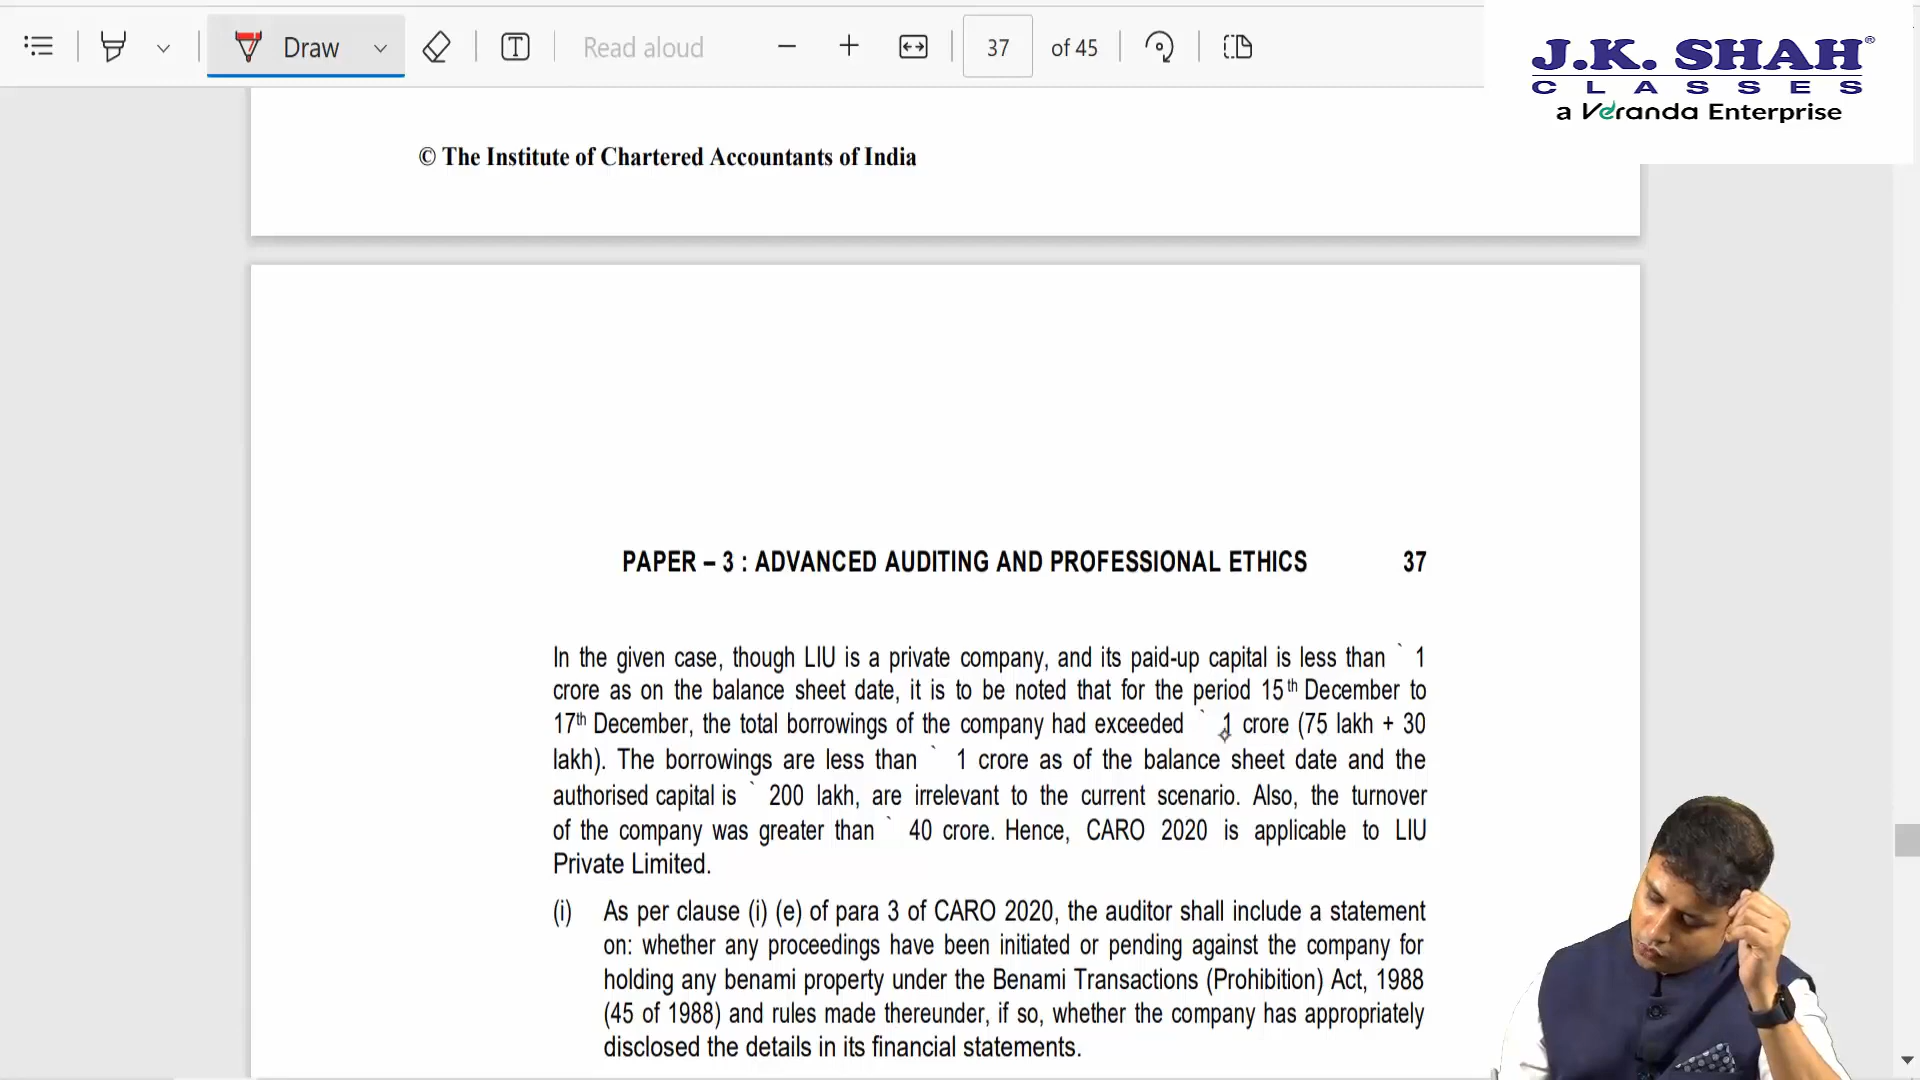 Draw
Read aloud
37
of 45
J.K. SHAH®
CLASSES
a Veranda Enterprise
© The Institute of Chartered Accountants of India
PAPER – 3 : ADVANCED AUDITING AND PROFESSIONAL ETHICS 37
In the given case, though LIU is a private company, and its paid-up capital is less than ` 1
crore as on the balance sheet date, it is to be noted that for the period 15th December to
17th December, the total borrowings of the company had exceeded ` 1 crore (75 lakh + 30
lakh). The borrowings are less than ` 1 crore as of the balance sheet date and the
authorised capital is ` 200 lakh, are irrelevant to the current scenario. Also, the turnover
of the company was greater than ` 40 crore. Hence, CARO 2020 is applicable to LIU
Private Limited.
(i) As per clause (i) (e) of para 3 of CARO 2020, the auditor shall include a statement
on: whether any proceedings have been initiated or pending against the company for
holding any benami property under the Benami Transactions (Prohibition) Act, 1988
(45 of 1988) and rules made thereunder, if so, whether the company has appropriately
disclosed the details in its financial statements.